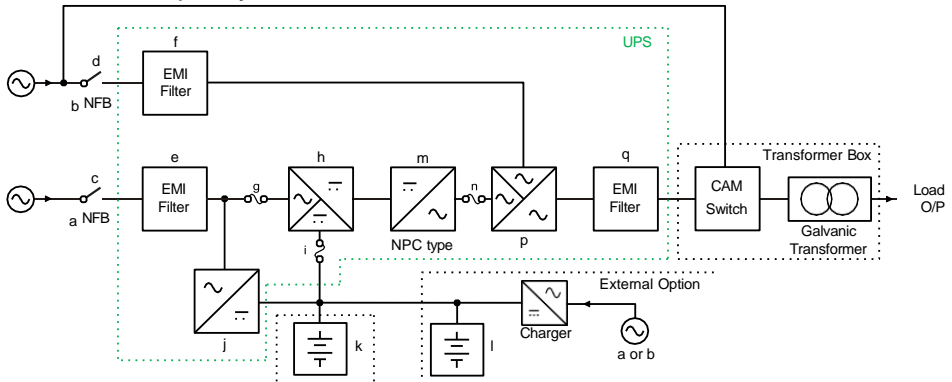 UPS
f
EMI
Filter
d
b NFB
e
EMI
Filter
c
a NFB
g
h
i
m
NPC type
n
p
q
EMI
Filter
Transformer Box
CAM
Switch
Galvanic
Transformer
Load
O/P
j
k
l
External Option
Charger
a or b